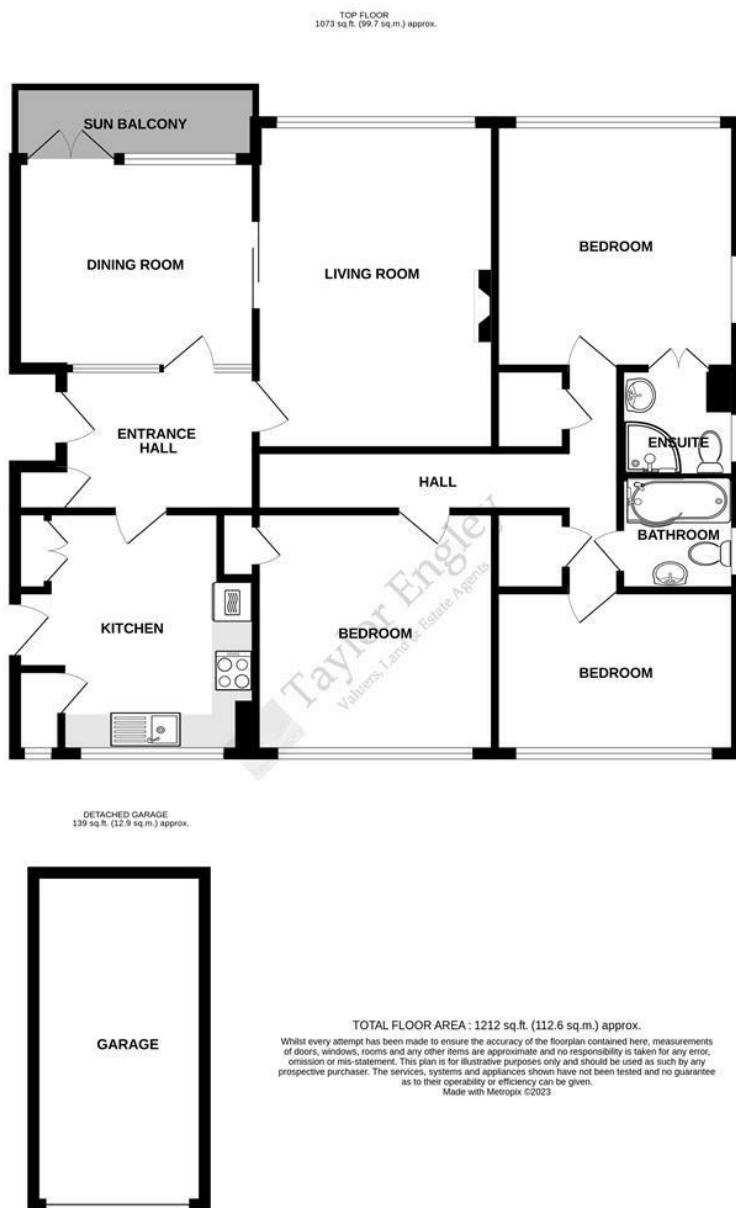 TOP FLOOR
1073 sq.ft. (99.7 sq.m.) approx.
SUN BALCONY
DINING ROOM
LIVING ROOM
BEDROOM
ENTRANCE
HALL
ENSUITE
HALL
BATHROOM
KITCHEN
BEDROOM
BEDROOM
Taylor Engley
Valuers, Land & Estate Agents
DETACHED GARAGE
139 sq.ft. (12.9 sq.m.) approx.
GARAGE
TOTAL FLOOR AREA : 1212 sq.ft. (112.6 sq.m.) approx.
Whilst every attempt has been made to ensure the accuracy of the floorplan contained here, measurements
of doors, windows, rooms and any other items are approximate and no responsibility is taken for any error,
omission or mis-statement. This plan is for illustrative purposes only and should be used as such by any
prospective purchaser. The services, systems and appliances shown have not been tested and no guarantee
as to their operability or efficiency can be given.
Made with Metropix ©2023